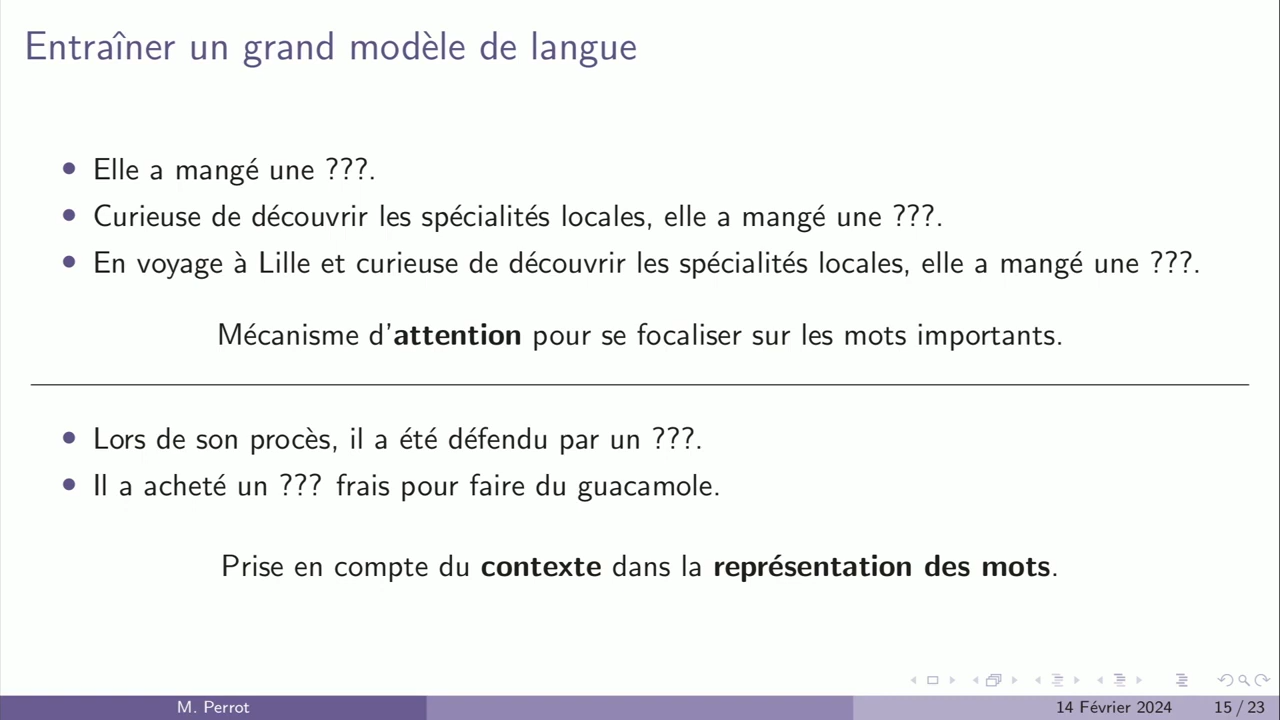 Entraîner un grand modèle de langue
• Elle a mangé une ???.
• Curieuse de découvrir les spécialités locales, elle a mangé une ???.
• En voyage à Lille et curieuse de découvrir les spécialités locales, elle a mangé une ???.
Mécanisme d'attention pour se focaliser sur les mots importants.
• Lors de son procès, il a été défendu par un ???.
• Il a acheté un ??? frais pour faire du guacamole.
Prise en compte du contexte dans la représentation des mots.
M. Perrot 14 Février 2024 15 / 23